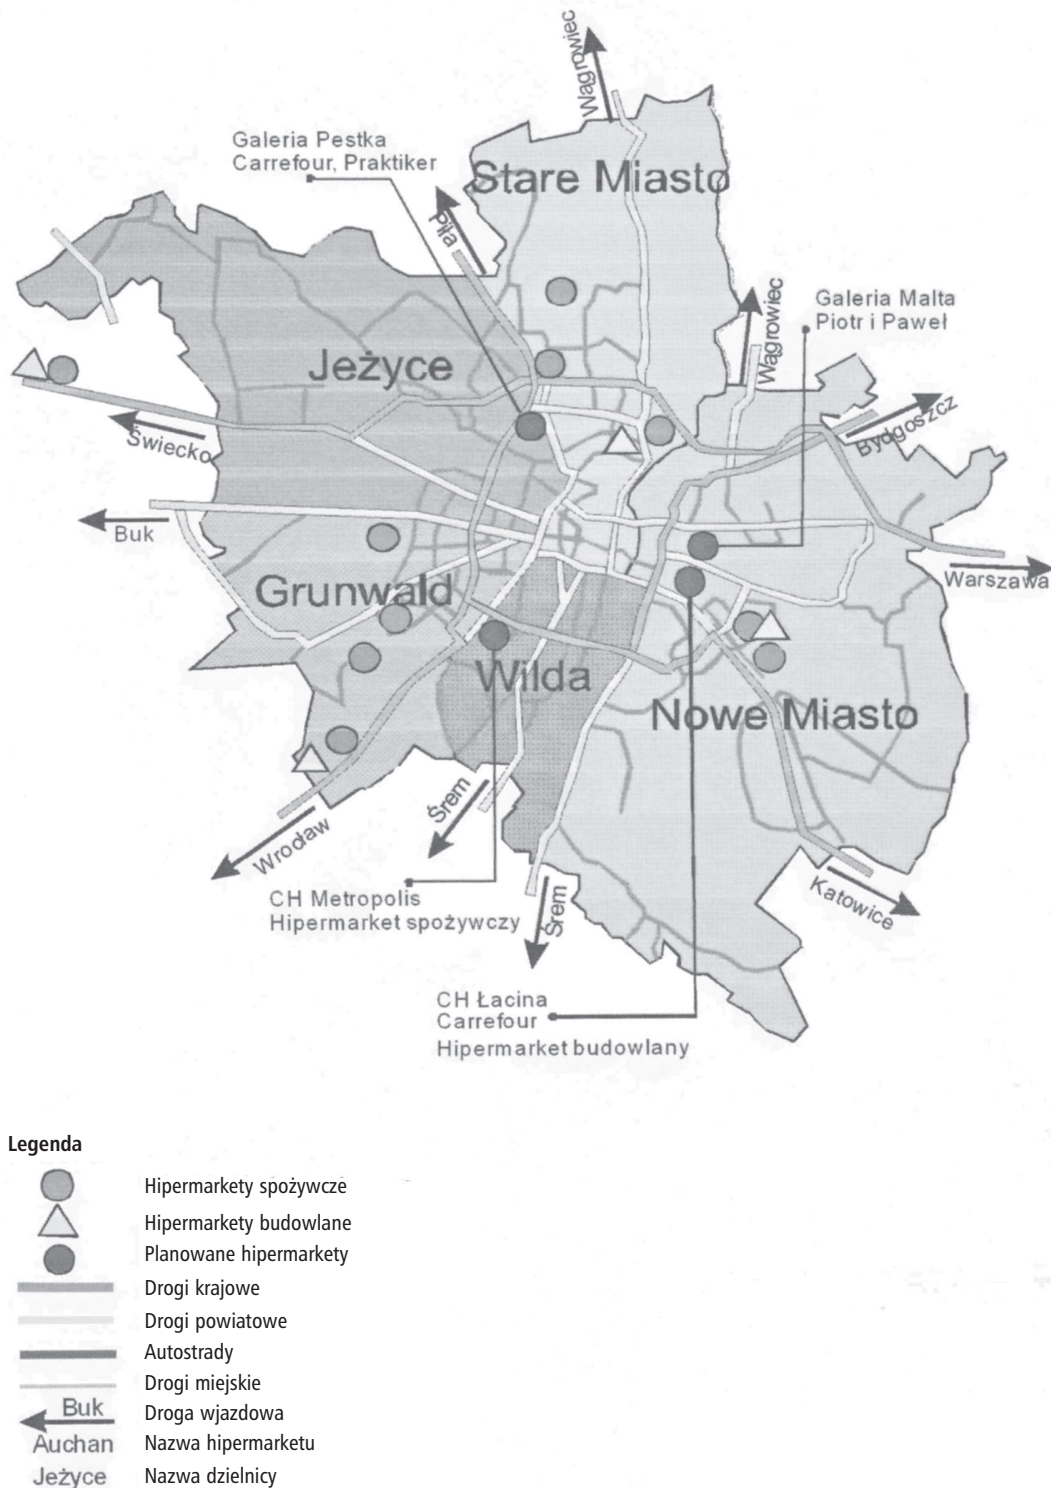 Wągrowiec
Galeria Pestka
Carrefour, Praktiker
Stare Miasto
Piła
Wągrowiec
Galeria Malta
Piotr i Paweł
Jeżyce
Świecko
Bydgoszcz
Buk
Warszawa
Grunwald
Wilda
Nowe Miasto
Śrem
Wrocław
Katowice
CH Metropolis
Hipermarket spożywczy
Śrem
CH Łacina
Carrefour
Hipermarket budowlany
Legenda
Hipermarkety spożywcze
Hipermarkety budowlane
Planowane hipermarkety
Drogi krajowe
Drogi powiatowe
Autostrady
Drogi miejskie
Buk Droga wjazdowa
Auchan Nazwa hipermarketu
Jeżyce Nazwa dzielnicy